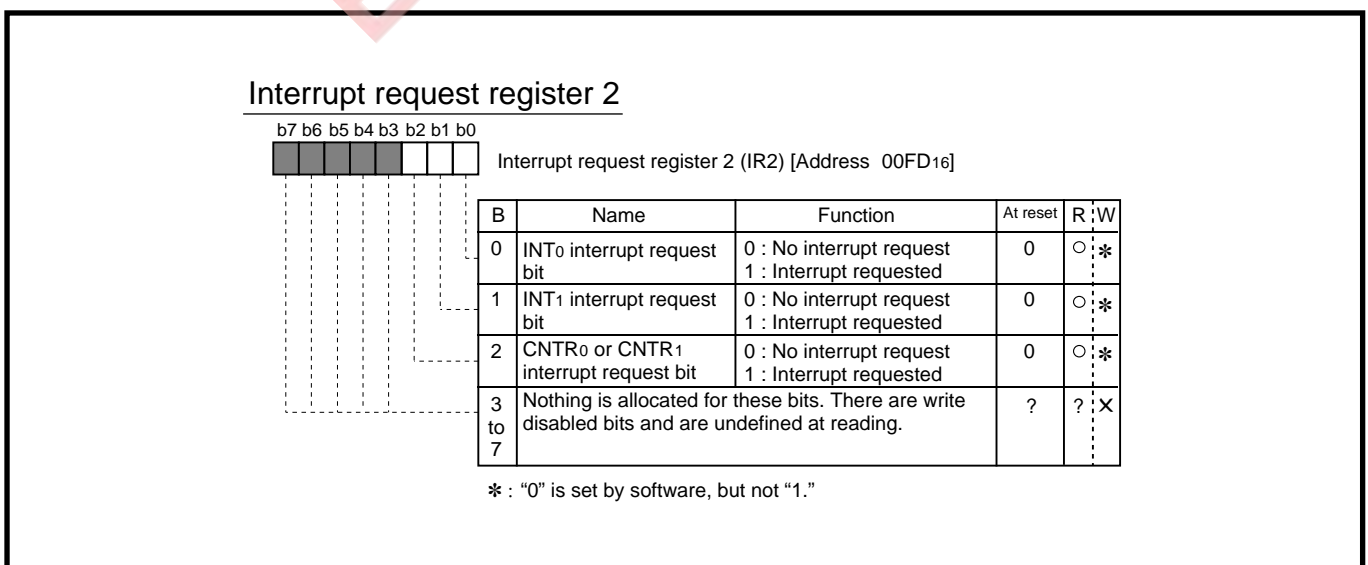 Interrupt request register 2
b7 b6 b5 b4 b3 b2 b1 b0
Interrupt request register 2 (IR2) [Address 00FD16]
B Name Function At reset R W
0 INT0 interrupt request 0 : No interrupt request 0 ○ ✻
bit 1 : Interrupt requested
1 INT1 interrupt request 0 : No interrupt request 0 ○ ✻
bit 1 : Interrupt requested
2 CNTR0 or CNTR1 0 : No interrupt request 0 ○ ✻
interrupt request bit 1 : Interrupt requested
3 Nothing is allocated for these bits. There are write ? ? ×
to disabled bits and are undefined at reading.
7
✻ : “0” is set by software, but not “1.”